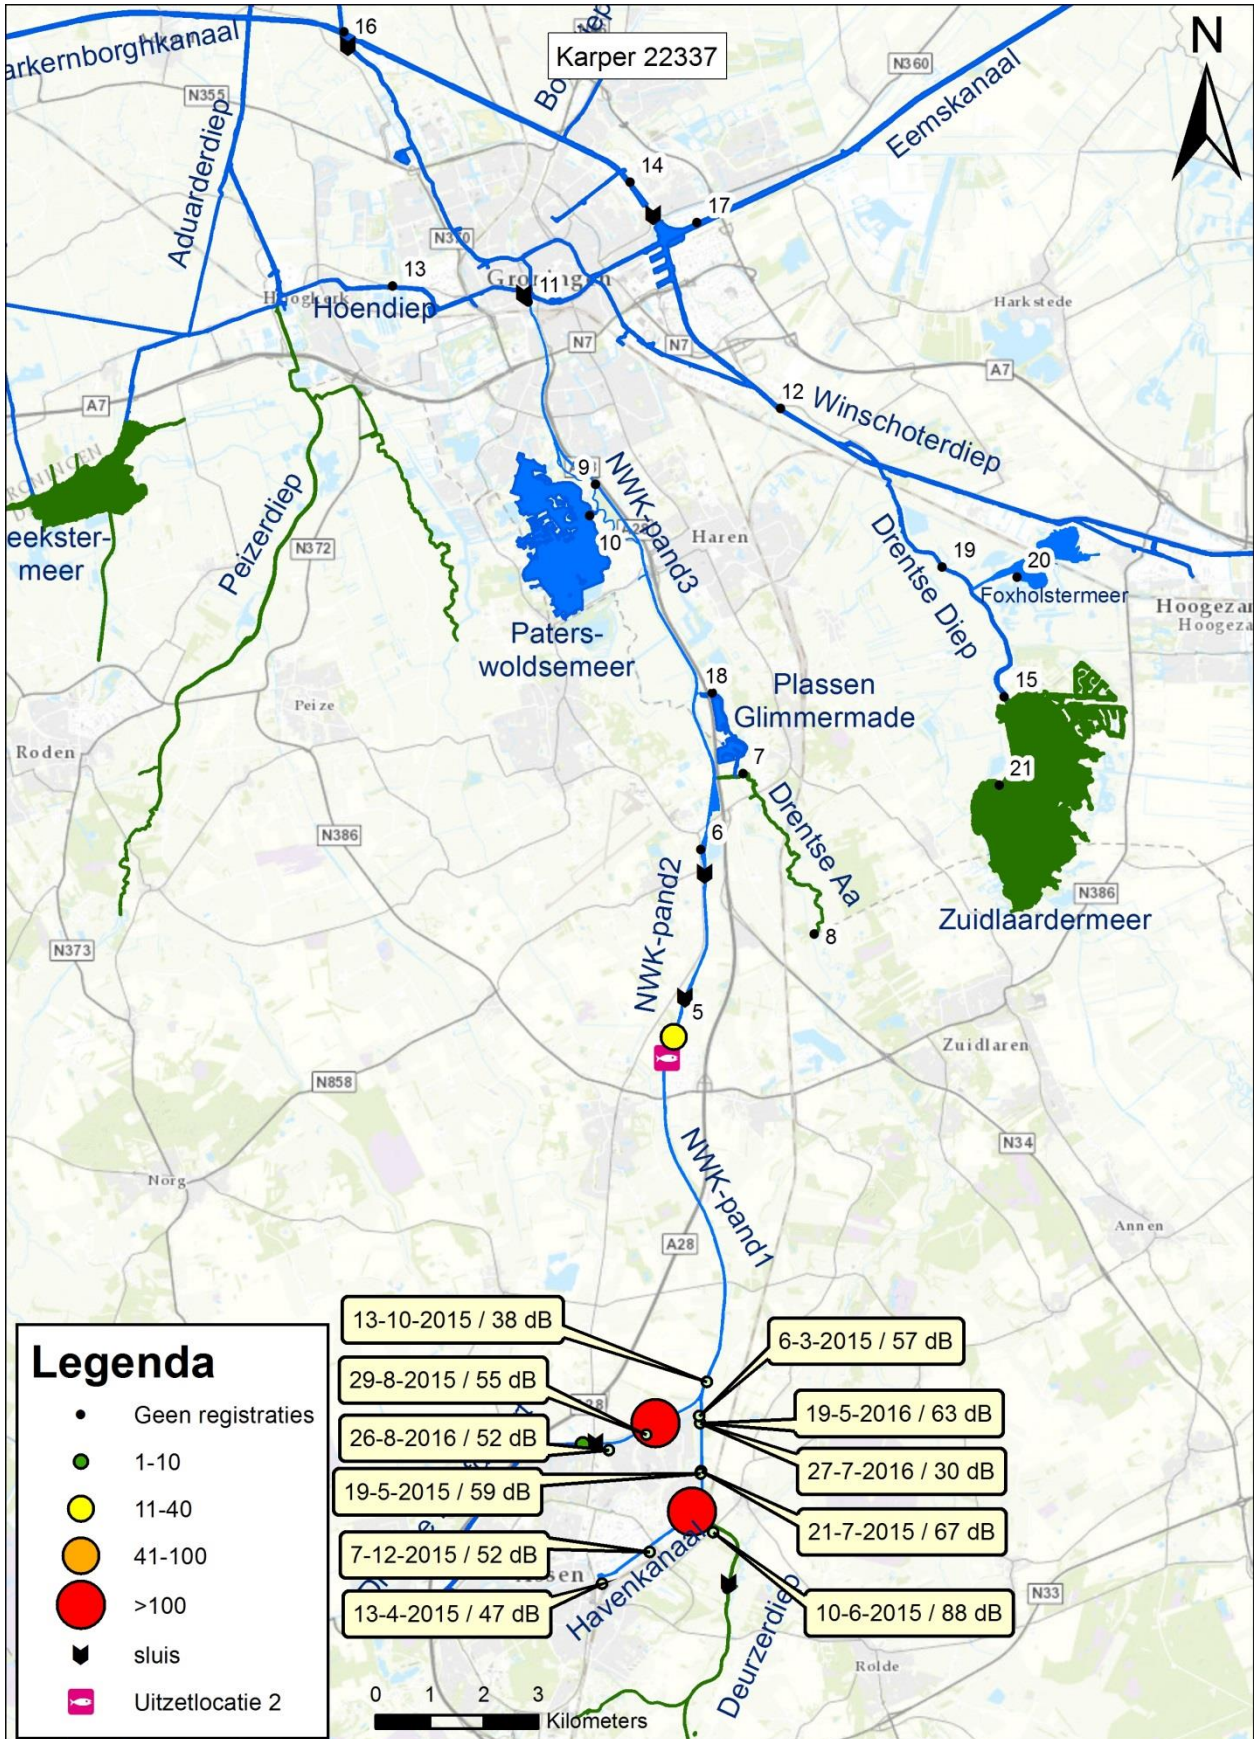 16
Karper 22337
N
arkernborghkanaal
N360
N355
Eemskanaal
Aduarderdiep
14
17
N370
13
Groningen
11
Hoogkerk
Hoendiep
Harkstede
N7
N7
A7
12
A7
Winschoterdiep
9
NWK-pand3
10
Haren
Peizerdiep
N372
eekster-
meer
Drentse Diep
19
20
Foxholstermeer
Hoogezan
Hoogeza
Paters-
woldsemeer
18
Plassen
Glimmermade
15
Peize
Roden
7
21
Drentse Aa
N386
6
NWK-pand2
N386
8
Zuidlaardermeer
N373
5
Zuidlaren
N858
NWK-pand1
N34
Norg
Annen
A28
13-10-2015 / 38 dB
6-3-2015 / 57 dB
29-8-2015 / 55 dB
19-5-2016 / 63 dB
26-8-2016 / 52 dB
27-7-2016 / 30 dB
19-5-2015 / 59 dB
21-7-2015 / 67 dB
7-12-2015 / 52 dB
Havenkanaal
13-4-2015 / 47 dB
10-6-2015 / 88 dB
N33
Deurzerdiep
Rolde
Legenda
Geen registraties
1-10
11-40
41-100
>100
sluis
Uitzetlocatie 2
0 1 2 3
Kilometers